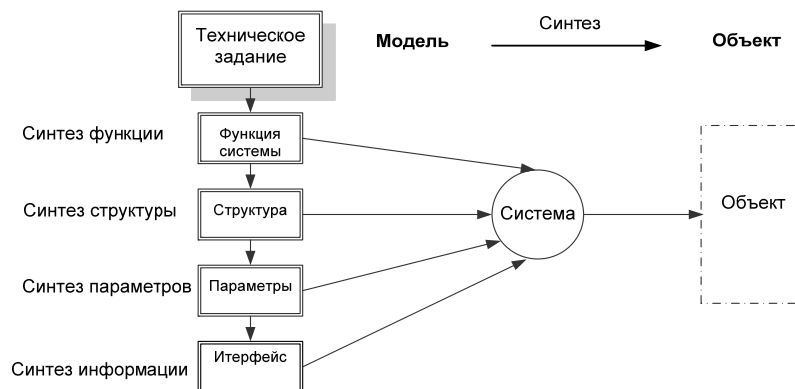 Техническое
задание
Модель
Синтез
Объект
Синтез функции
Функция
системы
Синтез структуры
Структура
Система
Объект
Синтез параметров
Параметры
Синтез информации
Итерфейс